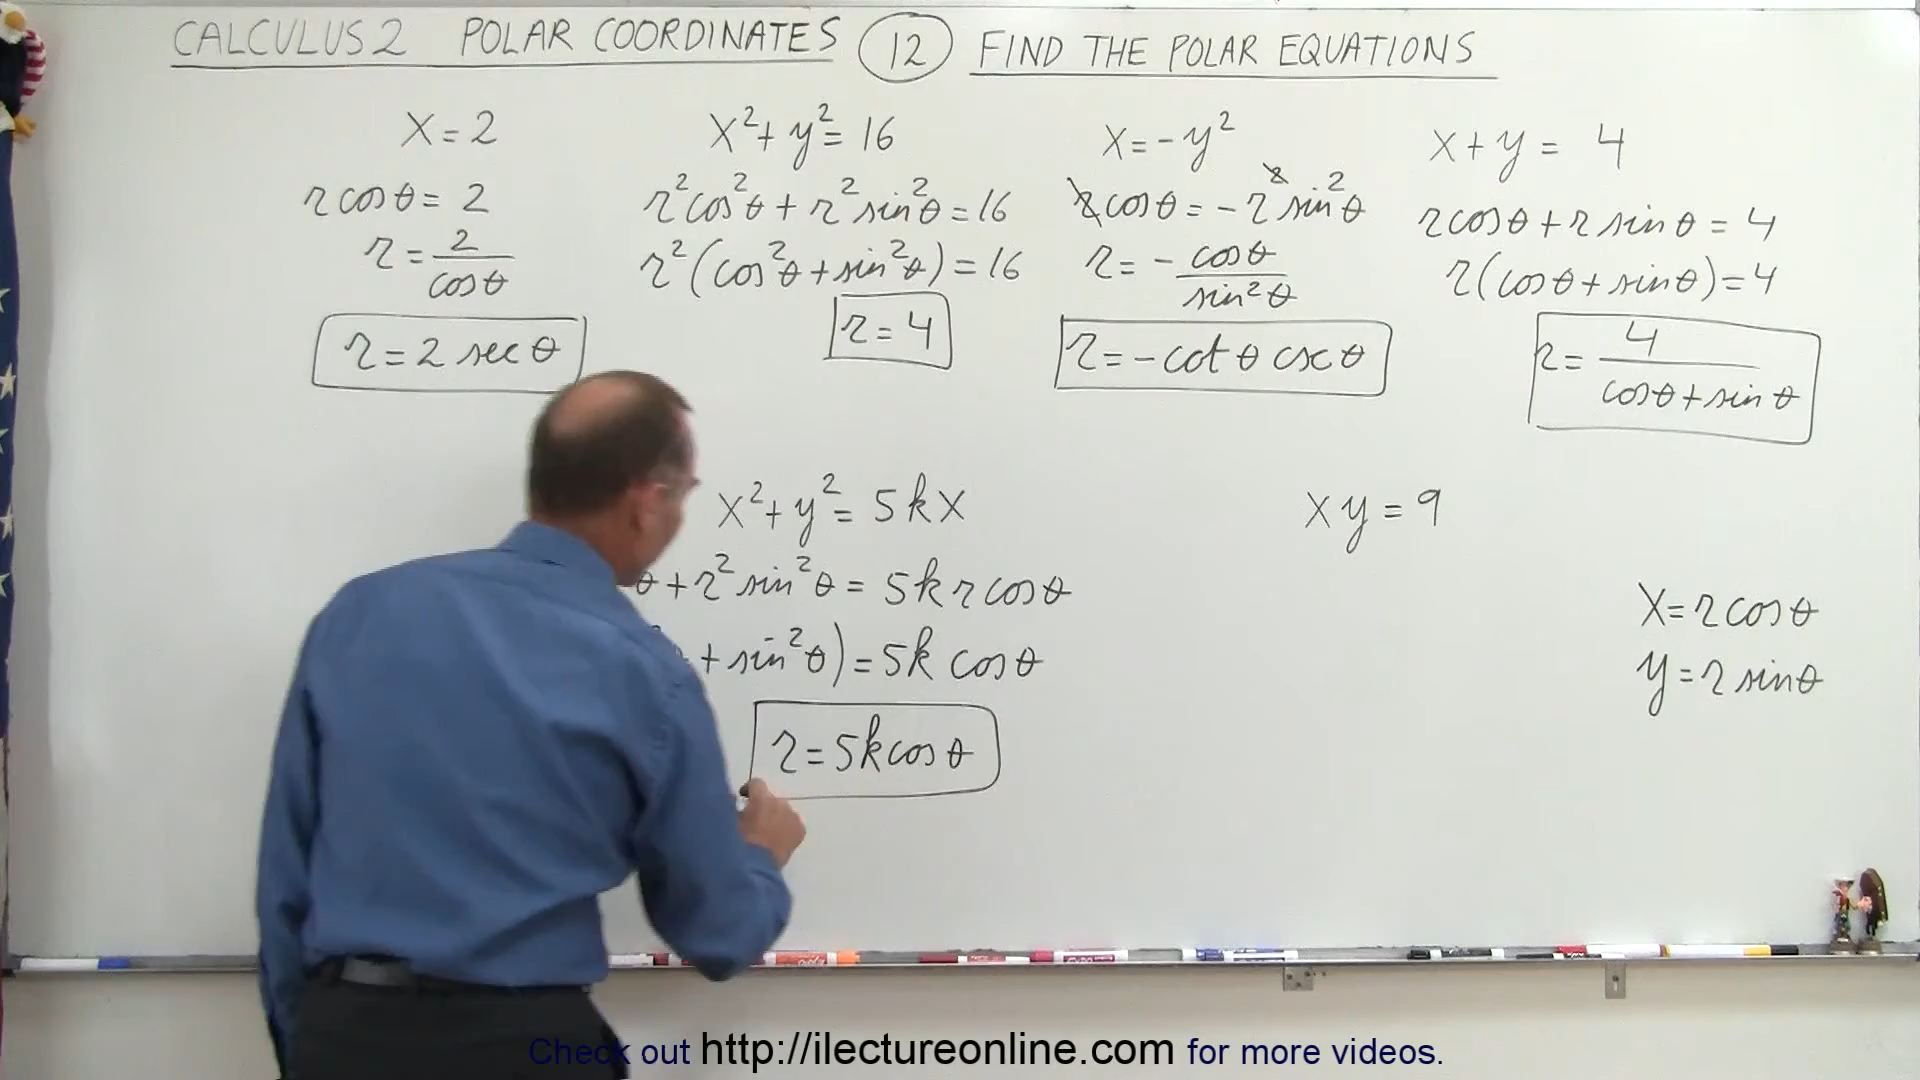 CALCULUS 2 POLAR COORDINATES 12 FIND THE POLAR EQUATIONS
x = 2
r cos θ = 2
r = 2/cos θ
r = 2 sec θ
x² + y² = 16
r² cos² θ + r² sin² θ = 16
r² (cos² θ + sin² θ) = 16
r = 4
x = -y²
r cos θ = - r² sin² θ
r = - cos θ/sin² θ
r = - cot θ csc θ
x + y = 4
r cos θ + r sin θ = 4
r (cos θ + sin θ) = 4
r = 4/cos θ + sin θ
x² + y² = 5kx
θ + r² sin² θ = 5k r cos θ
+ sin² θ) = 5k cos θ
r = 5k cos θ
xy = 9
x = r cos θ
y = r sin θ
Check out http://ilectureonline.com for more videos.